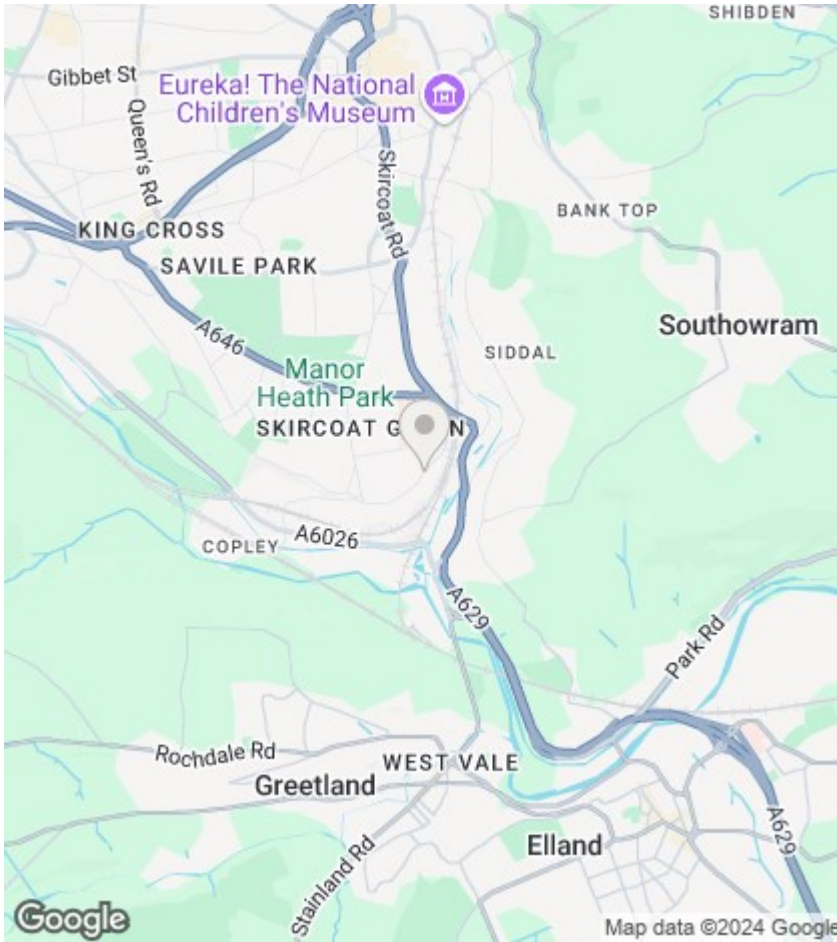 SHIBDEN
Gibbet St
Eureka! The National
Children's Museum
Queen's Rd
Skircoat Rd
BANK TOP
KING CROSS
SAVILE PARK
A646
Southowram
SIDDAL
Manor
Heath Park
SKIRCOAT G N
A6026
COPLEY
A629
Park Rd
Rochdale Rd
WEST VALE
Greetland
Stainland Rd
Elland
A629
Google
Map data ©2024 Google